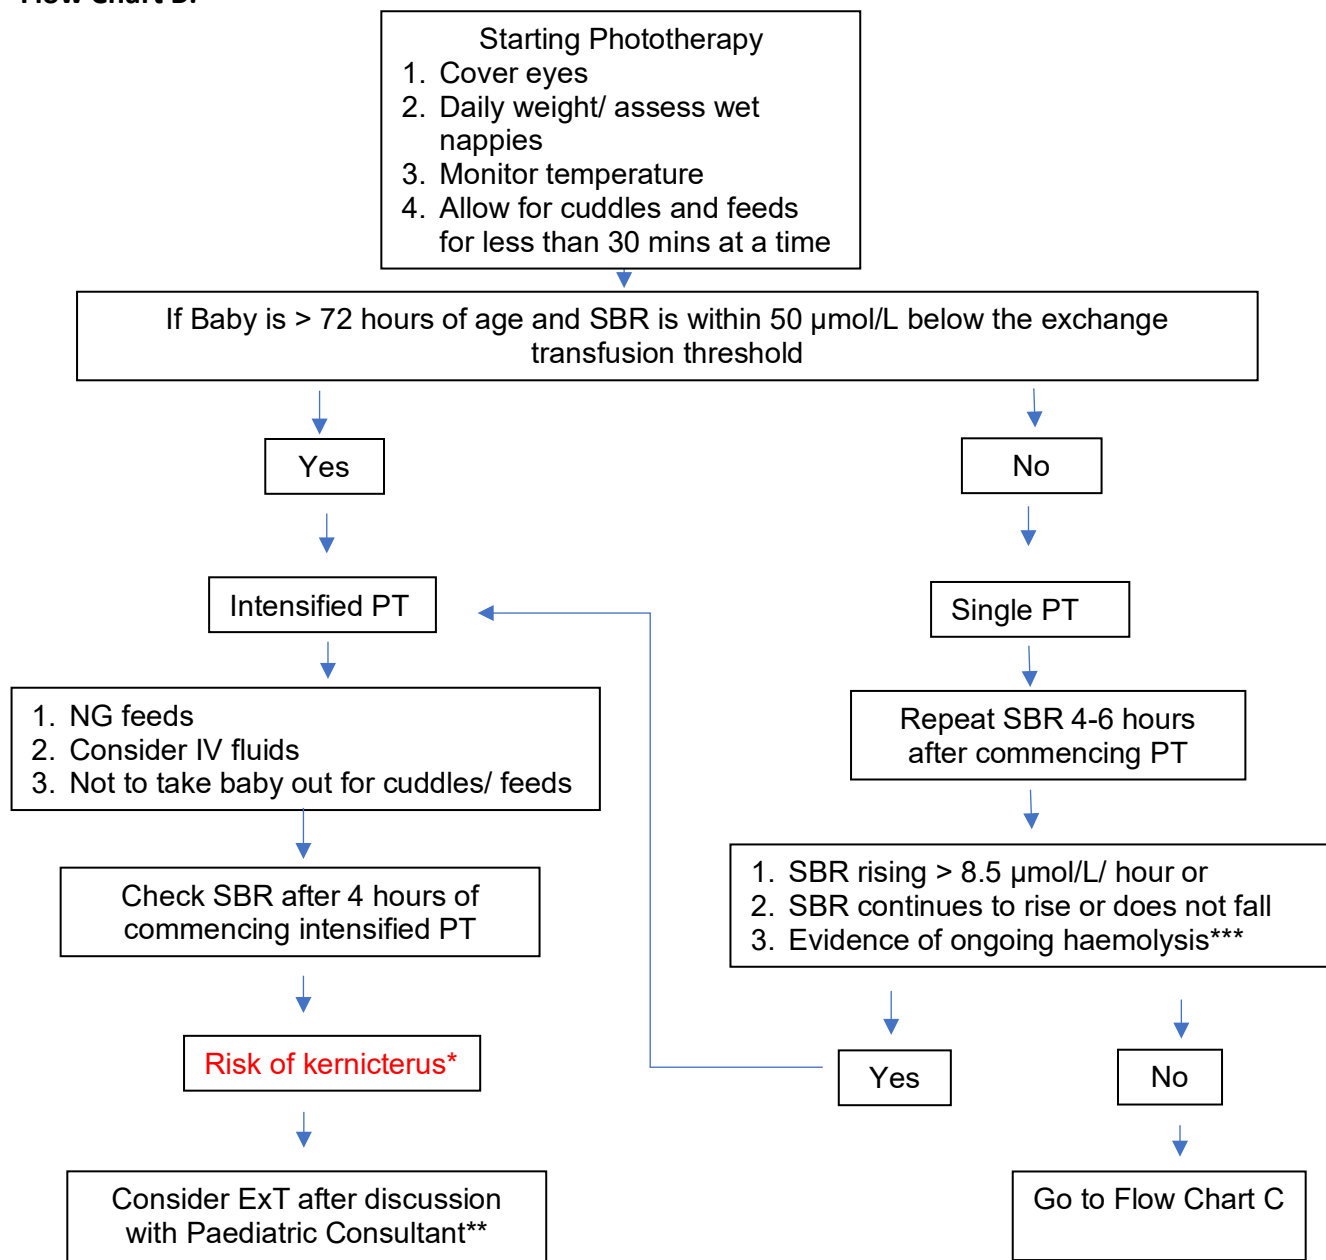 Flow Chart B:
Starting Phototherapy
1. Cover eyes
2. Daily weight/ assess wet
nappies
3. Monitor temperature
4. Allow for cuddles and feeds
for less than 30 mins at a time
If Baby is > 72 hours of age and SBR is within 50 µmol/L below the exchange
transfusion threshold
Yes
No
Intensified PT
Single PT
1. NG feeds
2. Consider IV fluids
3. Not to take baby out for cuddles/ feeds
Repeat SBR 4-6 hours
after commencing PT
Check SBR after 4 hours of
commencing intensified PT
1. SBR rising > 8.5 µmol/L/ hour or
2. SBR continues to rise or does not fall
3. Evidence of ongoing haemolysis***
Risk of kernicterus*
Yes
No
Consider ExT after discussion
with Paediatric Consultant**
Go to Flow Chart C